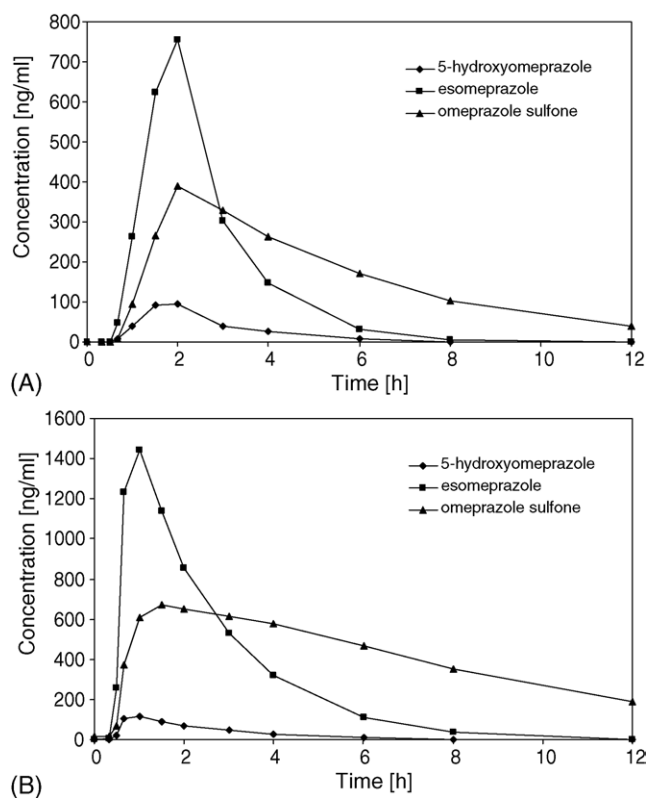 800
700
600
500
400
300
200
100
0
Concentration [ng/ml]
5-hydroxyomeprazole
esomeprazole
omeprazole sulfone
0 2 4 6 8 10 12
Time [h]
(A)
1600
1400
1200
1000
800
600
400
200
0
Concentration [ng/ml]
5-hydroxyomeprazole
esomeprazole
omeprazole sulfone
0 2 4 6 8 10 12
Time [h]
(B)